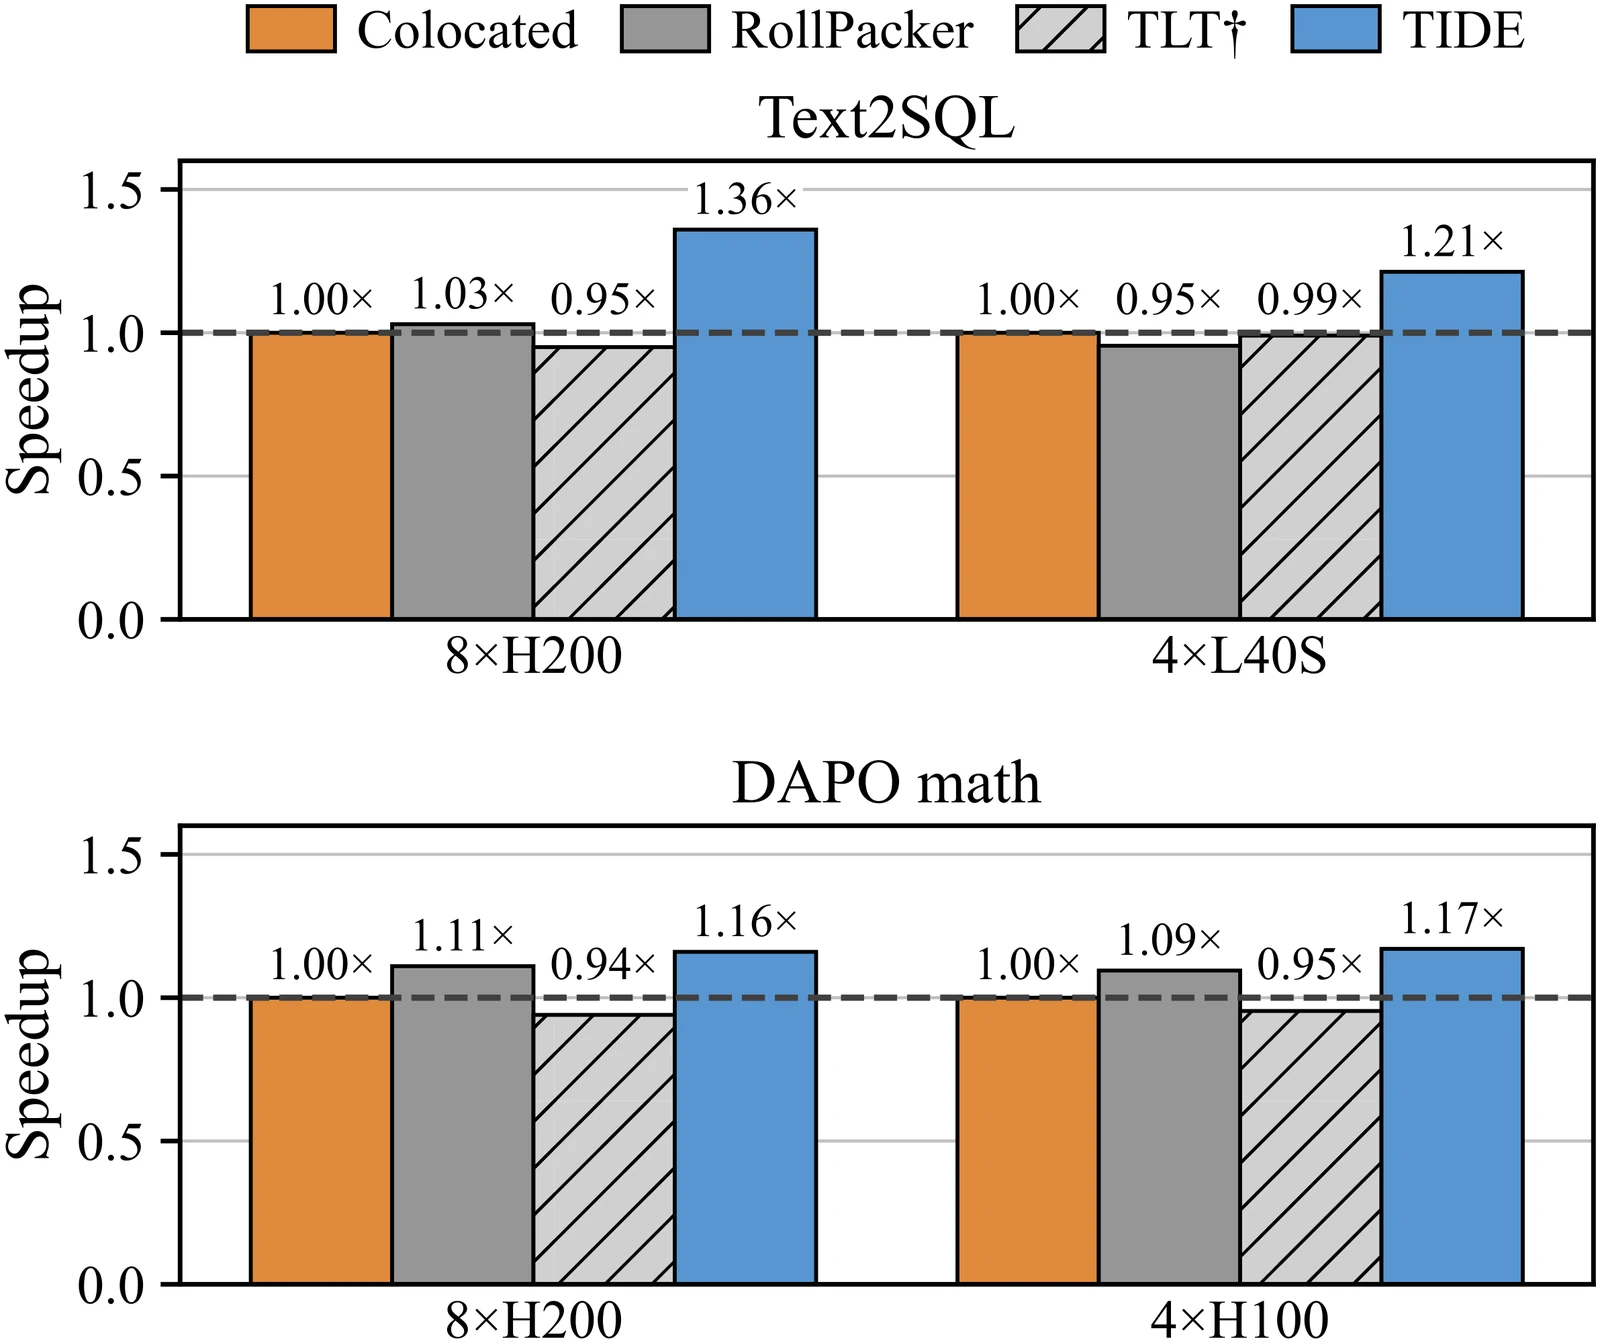 Colocated RollPacker TLT† TIDE
Text2SQL
Speedup
1.5
1.0
0.5
0.0
1.00× 1.03× 0.95× 1.36× 1.00× 0.95× 0.99× 1.21×
8×H200 4×L40S
DAPO math
Speedup
1.5
1.0
0.5
0.0
1.00× 1.11× 0.94× 1.16× 1.00× 1.09× 0.95× 1.17×
8×H200 4×H100